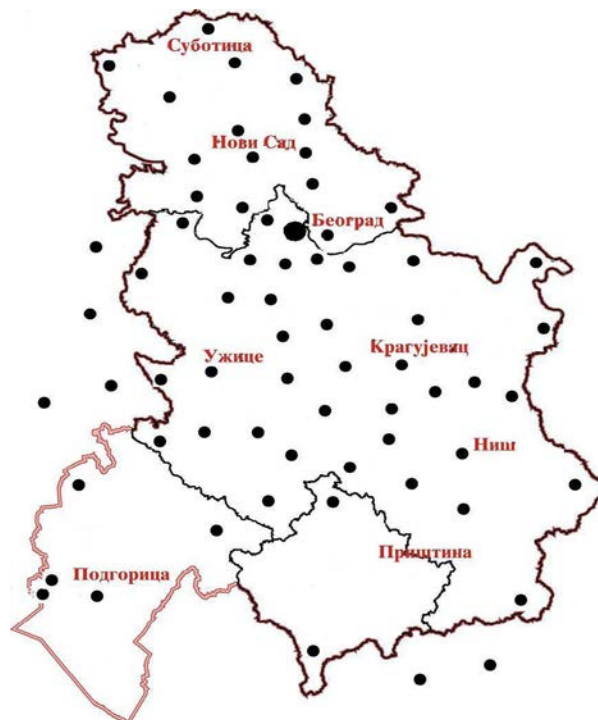 Суботица
Нови Сад
Београд
Ужице
Крагујевац
Ниш
Приштина
Подгорица